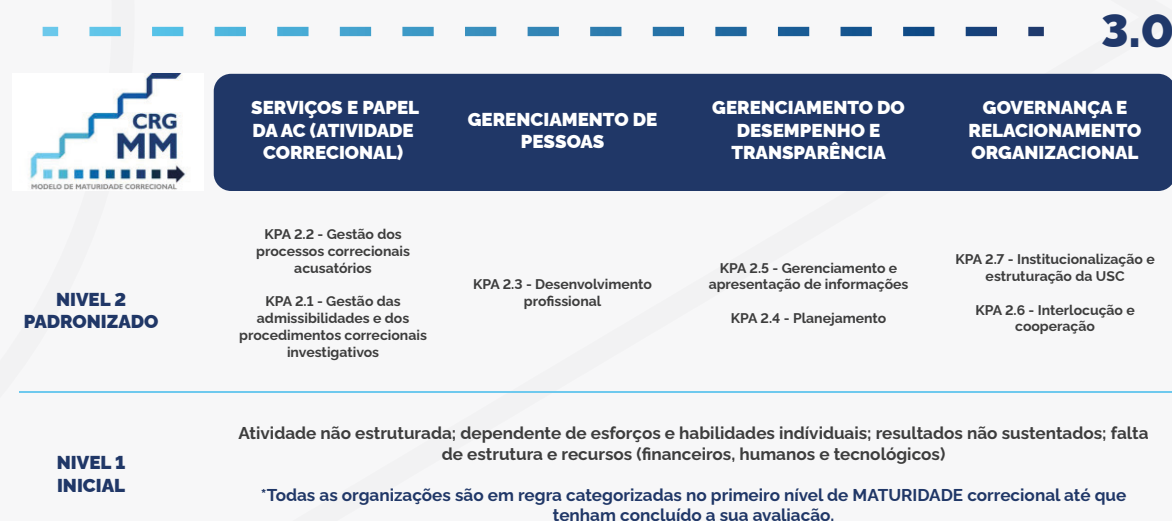 3.0
CRG
MM
MODELO DE MATURIDADE CORRECIONAL
SERVIÇOS E PAPEL
DA AC (ATIVIDADE
CORRECIONAL)
GERENCIAMENTO DE
PESSOAS
GERENCIAMENTO DO
DESEMPENHO E
TRANSPARÊNCIA
GOVERNANÇA E
RELACIONAMENTO
ORGANIZACIONAL
NIVEL 2
PADRONIZADO
KPA 2.2 - Gestão dos
processos correcionais
acusatórios
KPA 2.1 - Gestão das
admissibilidades e dos
procedimentos correcionais
investigativos
KPA 2.3 - Desenvolvimento
profissional
KPA 2.5 - Gerenciamento e
apresentação de informações
KPA 2.4 - Planejamento
KPA 2.7 - Institucionalização e
estruturação da USC
KPA 2.6 - Interlocução e
cooperação
NIVEL 1
INICIAL
Atividade não estruturada; dependente de esforços e habilidades indíviduais; resultados não sustentados; falta
de estrutura e recursos (financeiros, humanos e tecnológicos)
*Todas as organizações são em regra categorizadas no primeiro nível de MATURIDADE correcional até que
tenham concluído a sua avaliação.